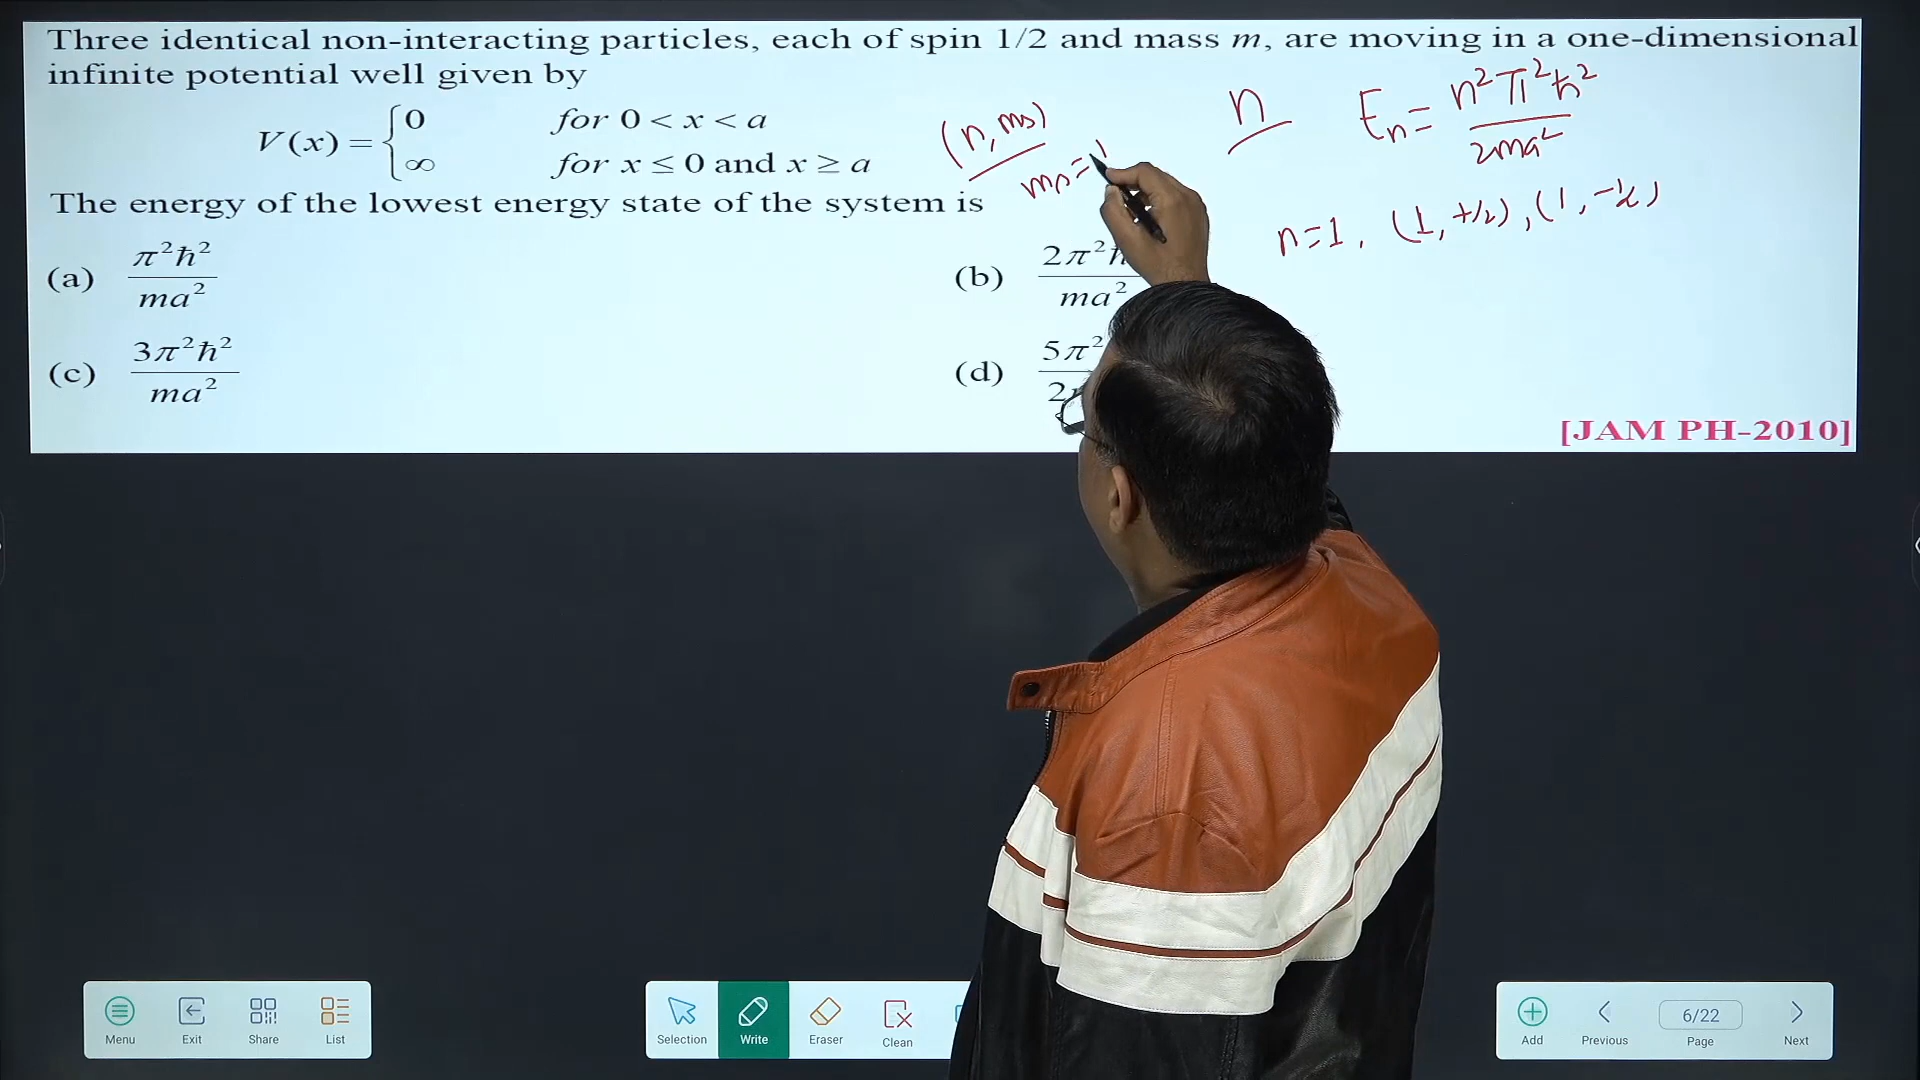 Three identical non-interacting particles, each of spin 1/2 and mass m, are moving in a one-dimensional
infinite potential well given by
V(x) = { 0 for 0 < x < a
∞ for x ≤ 0 and x ≥ a
(n, ms)
ms =
n
En = n²π²ħ² / 2ma²
n=1, (1, +½), (1, -½)
The energy of the lowest energy state of the system is
(a) π²ħ² / ma²
(b) 2π²ħ / ma²
(c) 3π²ħ² / ma²
(d) 5π² / 2
[JAM PH-2010]
Menu Exit Share List
Selection Write Eraser Clean
Add Previous 6/22 Page Next